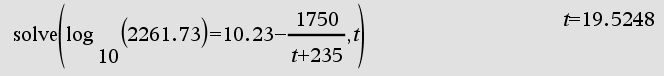 solve(log₁₀(2261.73)=10.23-1750/(t+235),t) t=19.5248